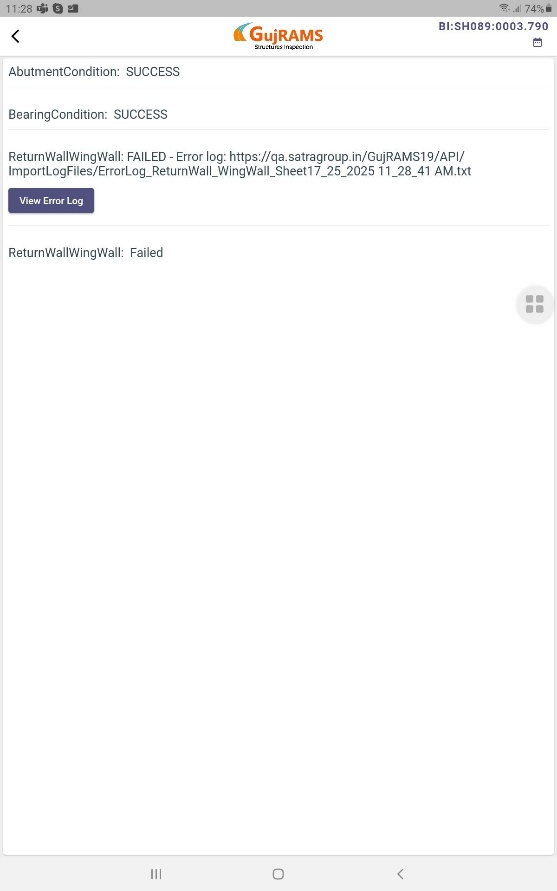 11:28
74%
GujRAMS
Structures Inspection
BI:SH089:0003.790
AbutmentCondition: SUCCESS
BearingCondition: SUCCESS
ReturnWallWingWall: FAILED - Error log: https://qa.satragroup.in/GujRAMS19/API/
ImportLogFiles/ErrorLog_ReturnWall_WingWall_Sheet17_25_2025 11_28_41 AM.txt
View Error Log
ReturnWallWingWall: Failed